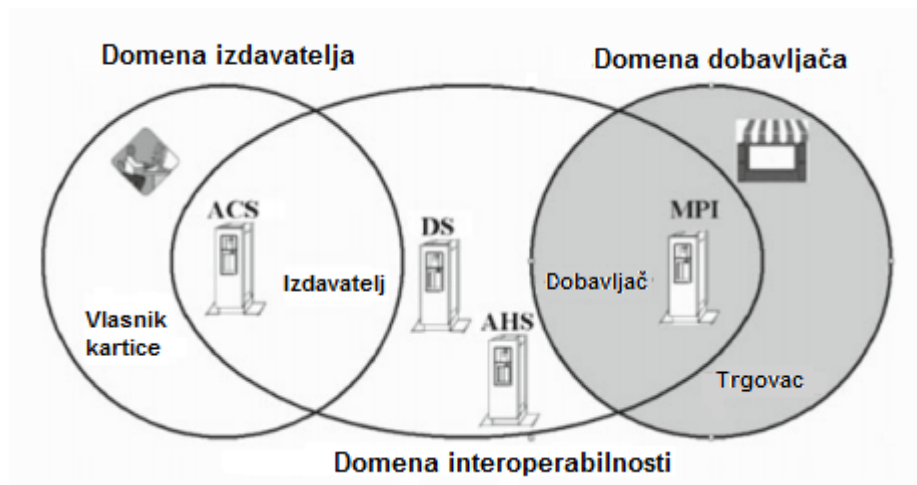 Domena izdavatelja
Domena dobavljača
ACS
DS
MPI
Izdavatelj
Dobavljač
Vlasnik
kartice
AHS
Trgovac
Domena interoperabilnosti